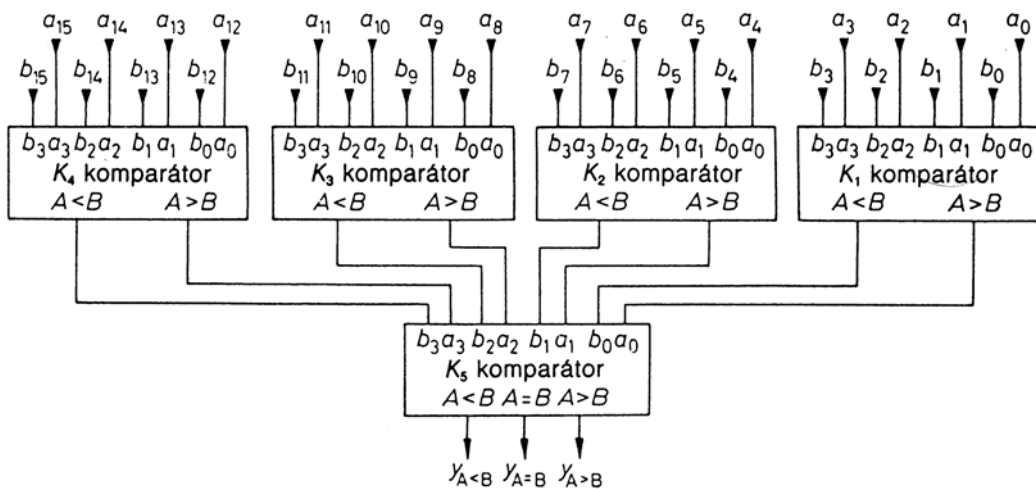 a₁₅ a₁₄ a₁₃ a₁₂ a₁₁ a₁₀ a₉ a₈ a₇ a₆ a₅ a₄ a₃ a₂ a₁ a₀
b₁₅ b₁₄ b₁₃ b₁₂ b₁₁ b₁₀ b₉ b₈ b₇ b₆ b₅ b₄ b₃ b₂ b₁ b₀
b₃a₃ b₂a₂ b₁a₁ b₀a₀ b₃a₃ b₂a₂ b₁a₁ b₀a₀ b₃a₃ b₂a₂ b₁a₁ b₀a₀ b₃a₃ b₂a₂ b₁a₁ b₀a₀
K₄ komparátor K₃ komparátor K₂ komparátor K₁ komparátor
A<B A>B A<B A>B A<B A>B A<B A>B
b₃a₃ b₂a₂ b₁a₁ b₀a₀
K₅ komparátor
A<B A=B A>B
y_A<B y_A=B y_A>B